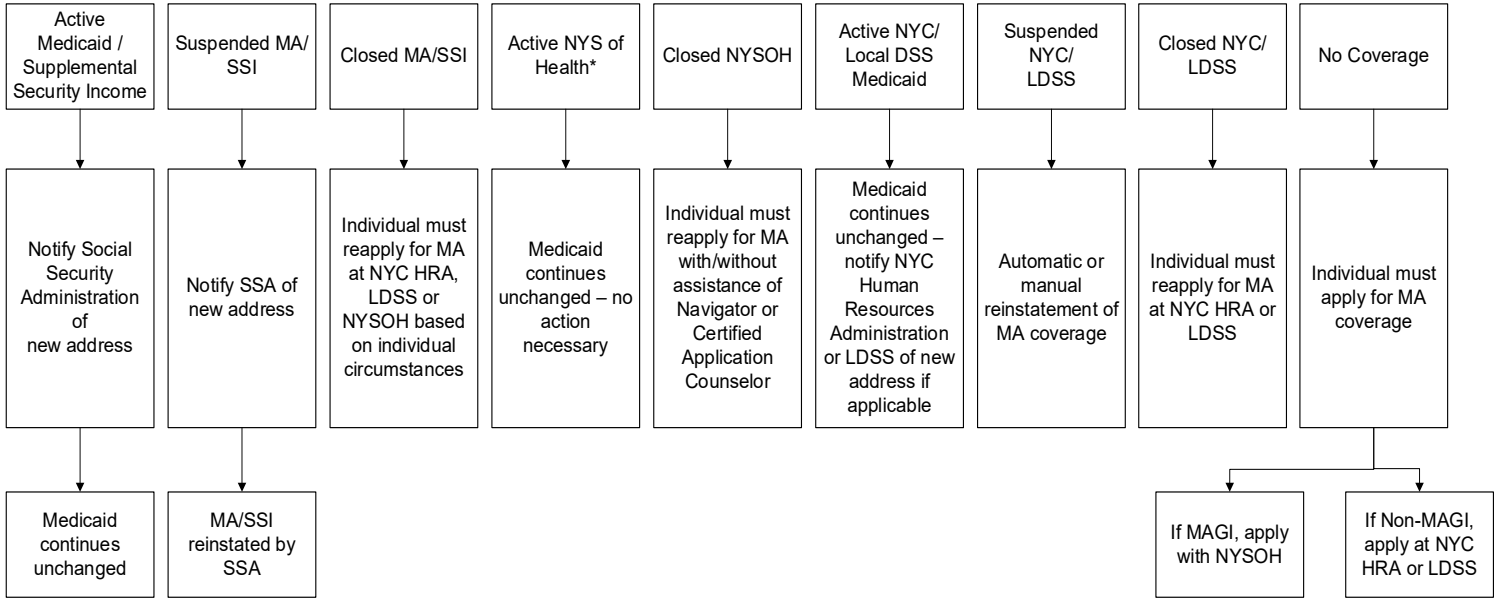 Active
Medicaid /
Supplemental
Security Income
Suspended MA/
SSI
Closed MA/SSI
Active NYS of
Health*
Closed NYSOH
Active NYC/
Local DSS
Medicaid
Suspended
NYC/
LDSS
Closed NYC/
LDSS
No Coverage
Notify Social
Security
Administration
of
new address
Notify SSA of
new address
Individual must
reapply for MA
at NYC HRA,
LDSS or
NYSOH based
on individual
circumstances
Medicaid
continues
unchanged – no
action
necessary
Individual must
reapply for MA
with/without
assistance of
Navigator or
Certified
Application
Counselor
Medicaid
continues
unchanged –
notify NYC
Human
Resources
Administration
or LDSS of new
address if
applicable
Automatic or
manual
reinstatement of
MA coverage
Individual must
reapply for MA
at NYC HRA or
LDSS
Individual must
apply for MA
coverage
Medicaid
continues
unchanged
MA/SSI
reinstated by
SSA
If MAGI, apply
with NYSOH
If Non-MAGI,
apply at NYC
HRA or LDSS